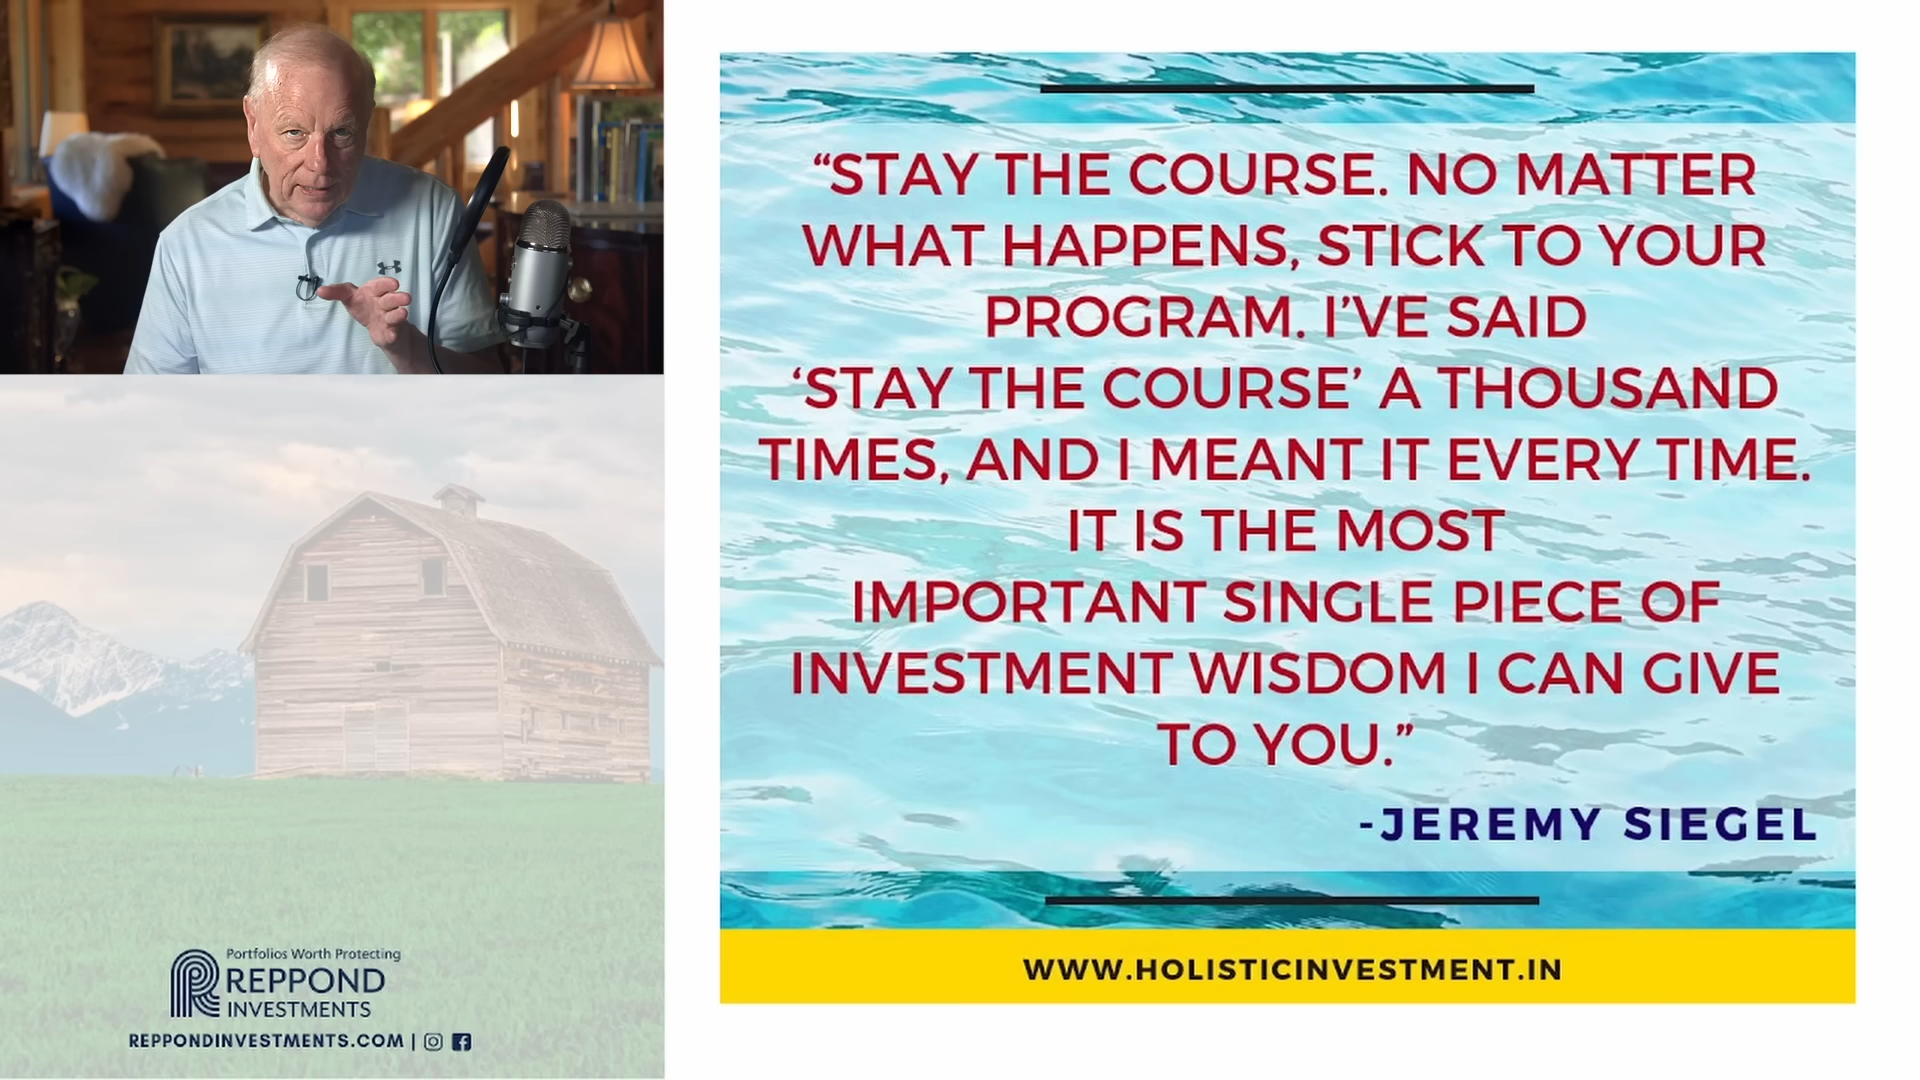 “STAY THE COURSE. NO MATTER
WHAT HAPPENS, STICK TO YOUR
PROGRAM. I’VE SAID
‘STAY THE COURSE’ A THOUSAND
TIMES, AND I MEANT IT EVERY TIME.
IT IS THE MOST
IMPORTANT SINGLE PIECE OF
INVESTMENT WISDOM I CAN GIVE
TO YOU.”
-JEREMY SIEGEL
WWW.HOLISTICINVESTMENT.IN
Portfolios Worth Protecting
REPPOND
INVESTMENTS
REPPONDINVESTMENTS.COM |